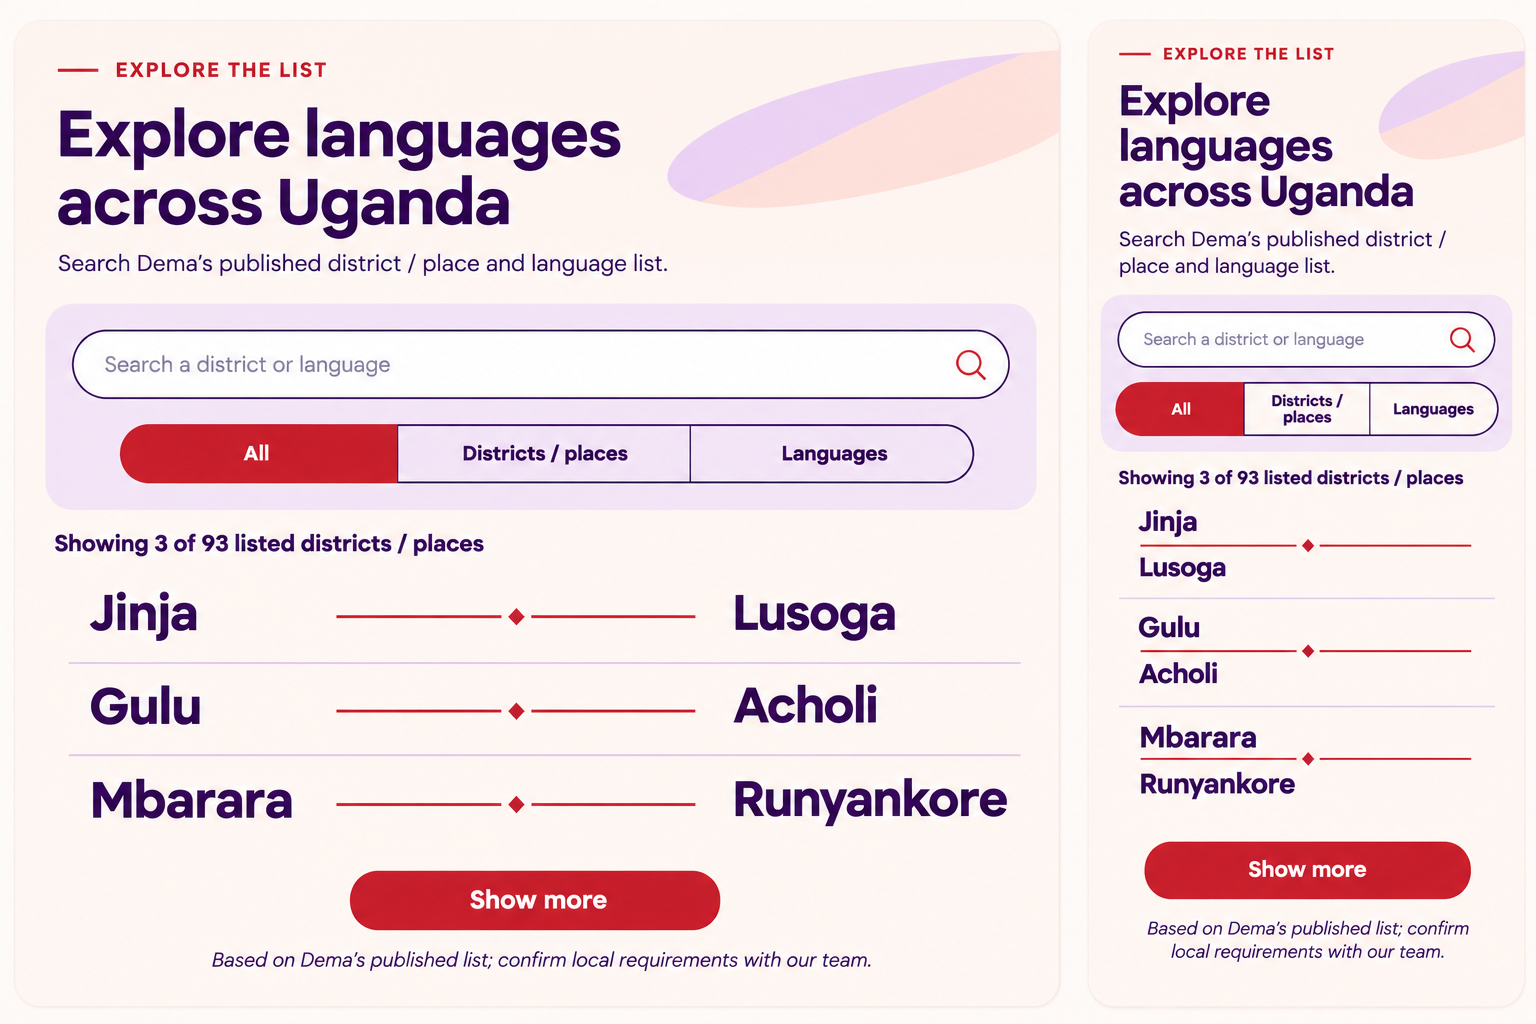 EXPLORE THE LIST
Explore languages
across Uganda
Search Dema's published district / place and language list.
Search a district or language
All
Districts / places
Languages
Showing 3 of 93 listed districts / places
Jinja
Lusoga
Gulu
Acholi
Mbarara
Runyankore
Show more
Based on Dema's published list; confirm local requirements with our team.
EXPLORE THE LIST
Explore
languages
across Uganda
Search Dema's published district /
place and language list.
Search a district or language
All
Districts /
places
Languages
Showing 3 of 93 listed districts / places
Jinja
Lusoga
Gulu
Acholi
Mbarara
Runyankore
Show more
Based on Dema's published list; confirm
local requirements with our team.